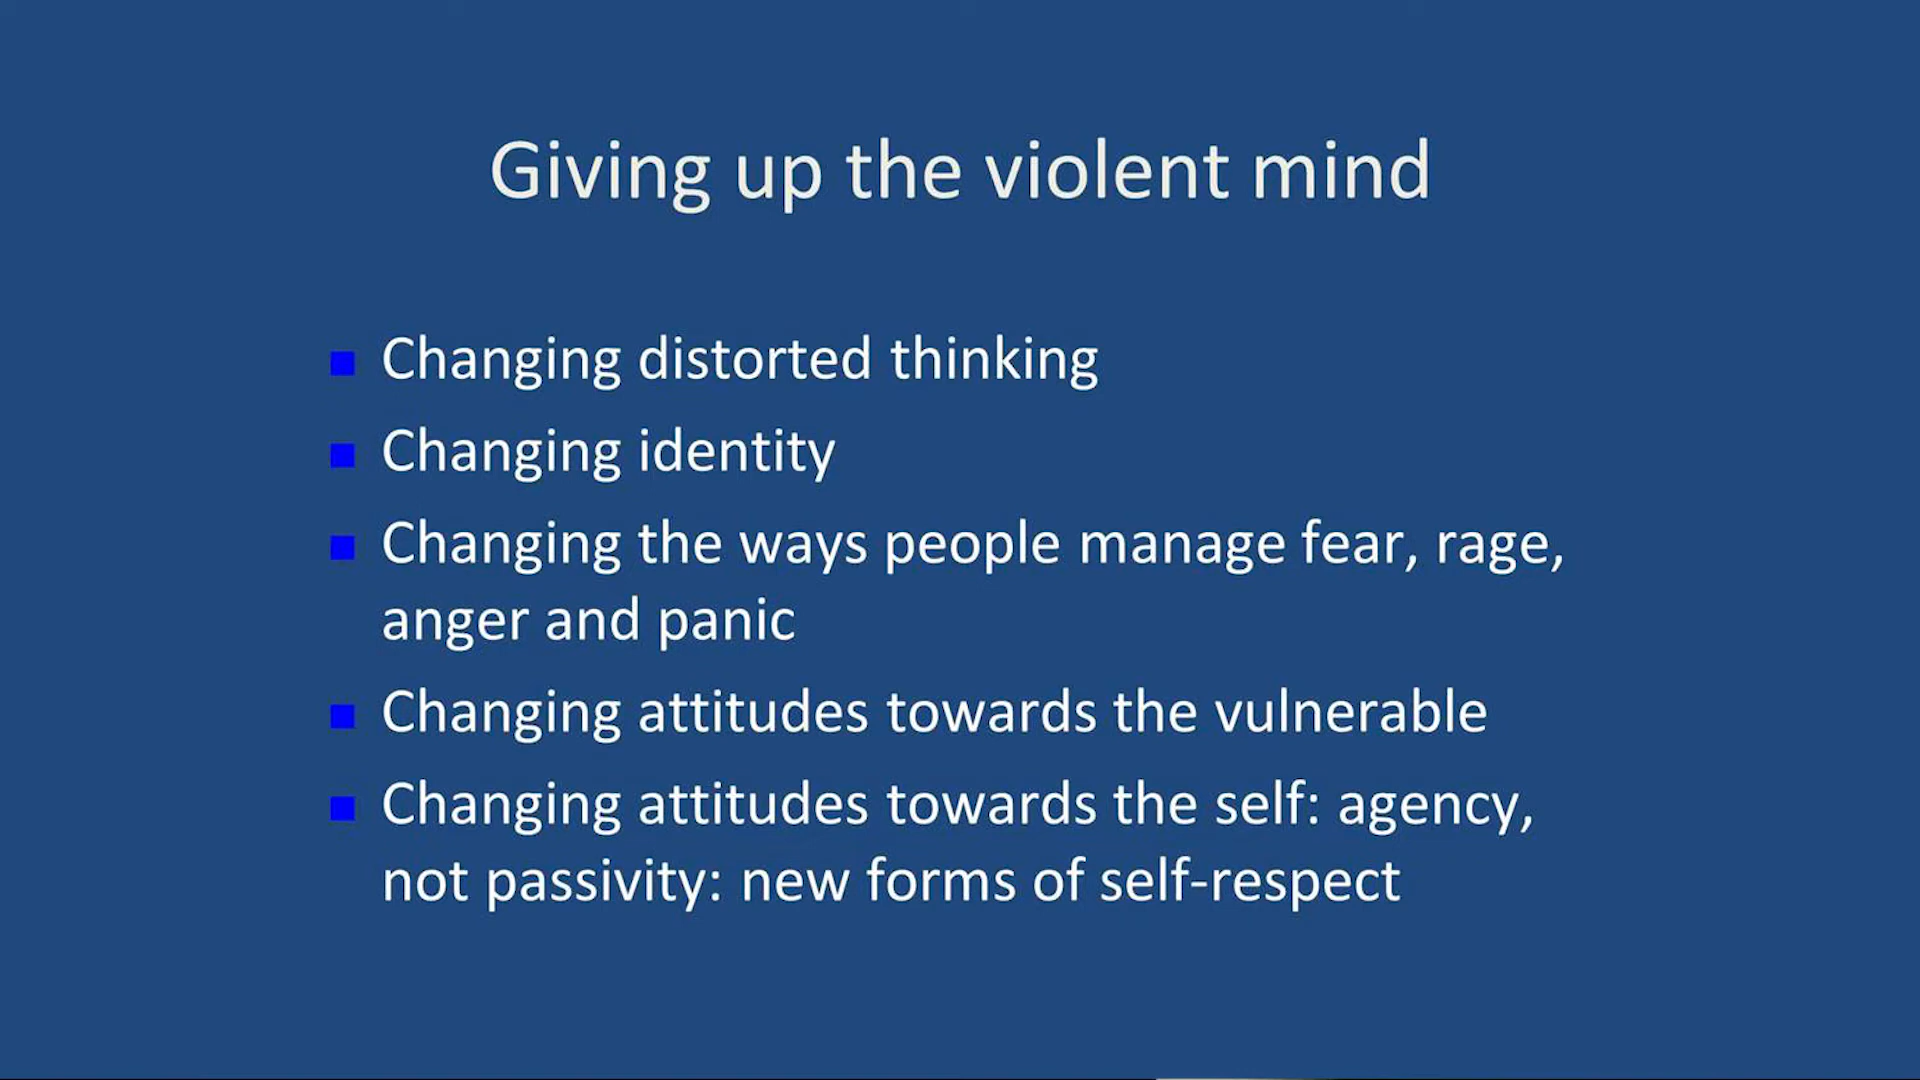 Giving up the violent mind
Changing distorted thinking
Changing identity
Changing the ways people manage fear, rage,
anger and panic
Changing attitudes towards the vulnerable
Changing attitudes towards the self: agency,
not passivity: new forms of self-respect